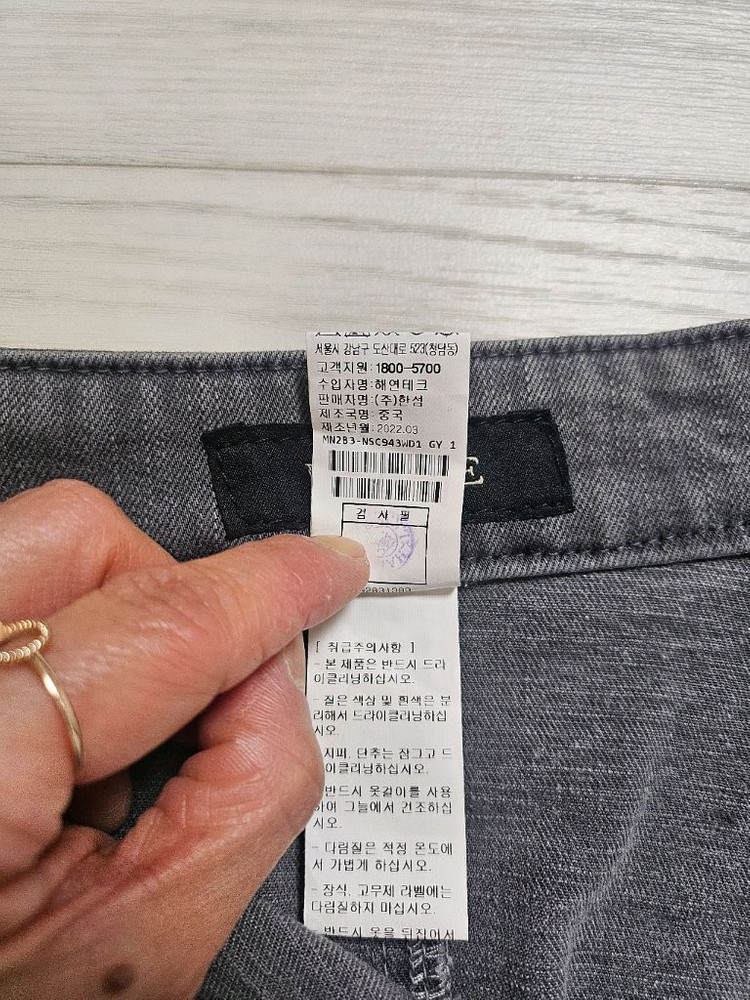 서울시 강남구 도산대로 523(청담동)
고객지원: 1800-5700
수입자명: 해연테크
판매자명: (주)한섬
제조국명: 중국
제조년월: 2022.03
MN2B3-NSC943WD1 GY 1
E
검 사 필
[ 취급주의사항 ]
- 본 제품은 반드시 드라
이클리닝하십시오.
- 짙은 색상 및 흰색은 분
리해서 드라이클리닝하십
시오.
지퍼, 단추는 잠그고 드
이클리닝하십시오.
반드시 옷걸이를 사용
하여 그늘에서 건조하십
시오.
- 다림질은 적정 온도에
서 가볍게 하십시오.
- 장식, 고무제 라벨에는
다림질하지 마십시오.
반드시 옷을 뒤집어서